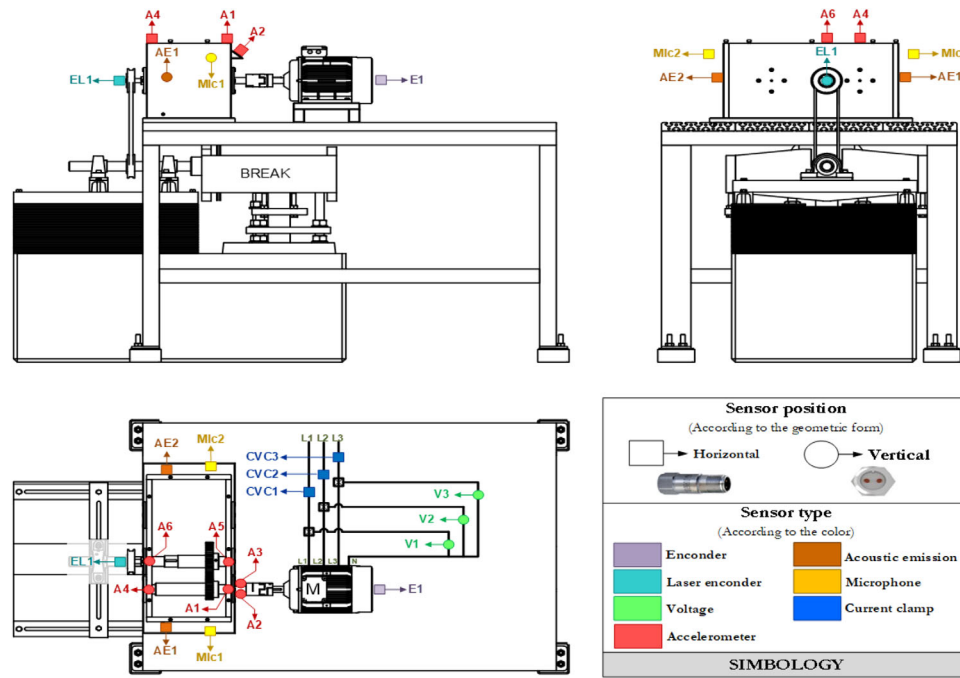 A4
A1
A2
AE1
Mic1
EL1
E1
BREAK
A6
A4
Mic2
EL1
Mic
AE2
AE1
AE2
Mic2
L1
L2
L3
CVC3
CVC2
CVC1
V3
V2
V1
A6
A5
A3
EL1
A4
A1
A2
L1
L2
L3
N
M
E1
AE1
Mic1
Sensor position
(According to the geometric form)
Horizontal
Vertical
Sensor type
(According to the color)
Enconder
Acoustic emission
Laser enconder
Microphone
Voltage
Current clamp
Accelerometer
SIMBOLOGY